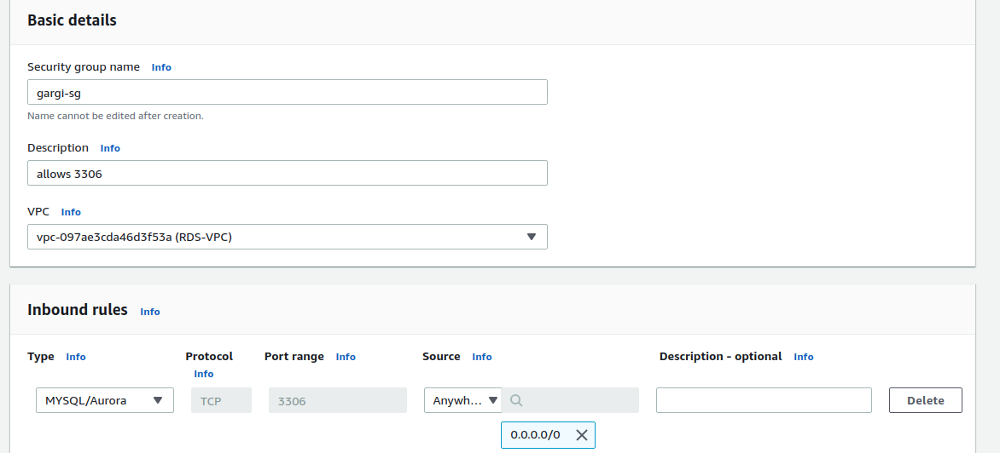 Basic details
Security group name Info
gargi-sg
Name cannot be edited after creation.
Description Info
allows 3306
VPC Info
vpc-097ae3cda46d3f53a (RDS-VPC)
Inbound rules Info
Type Info Protocol Info Port range Info Source Info Description - optional Info
MYSQL/Aurora TCP 3306 Anywh... Delete
0.0.0.0/0